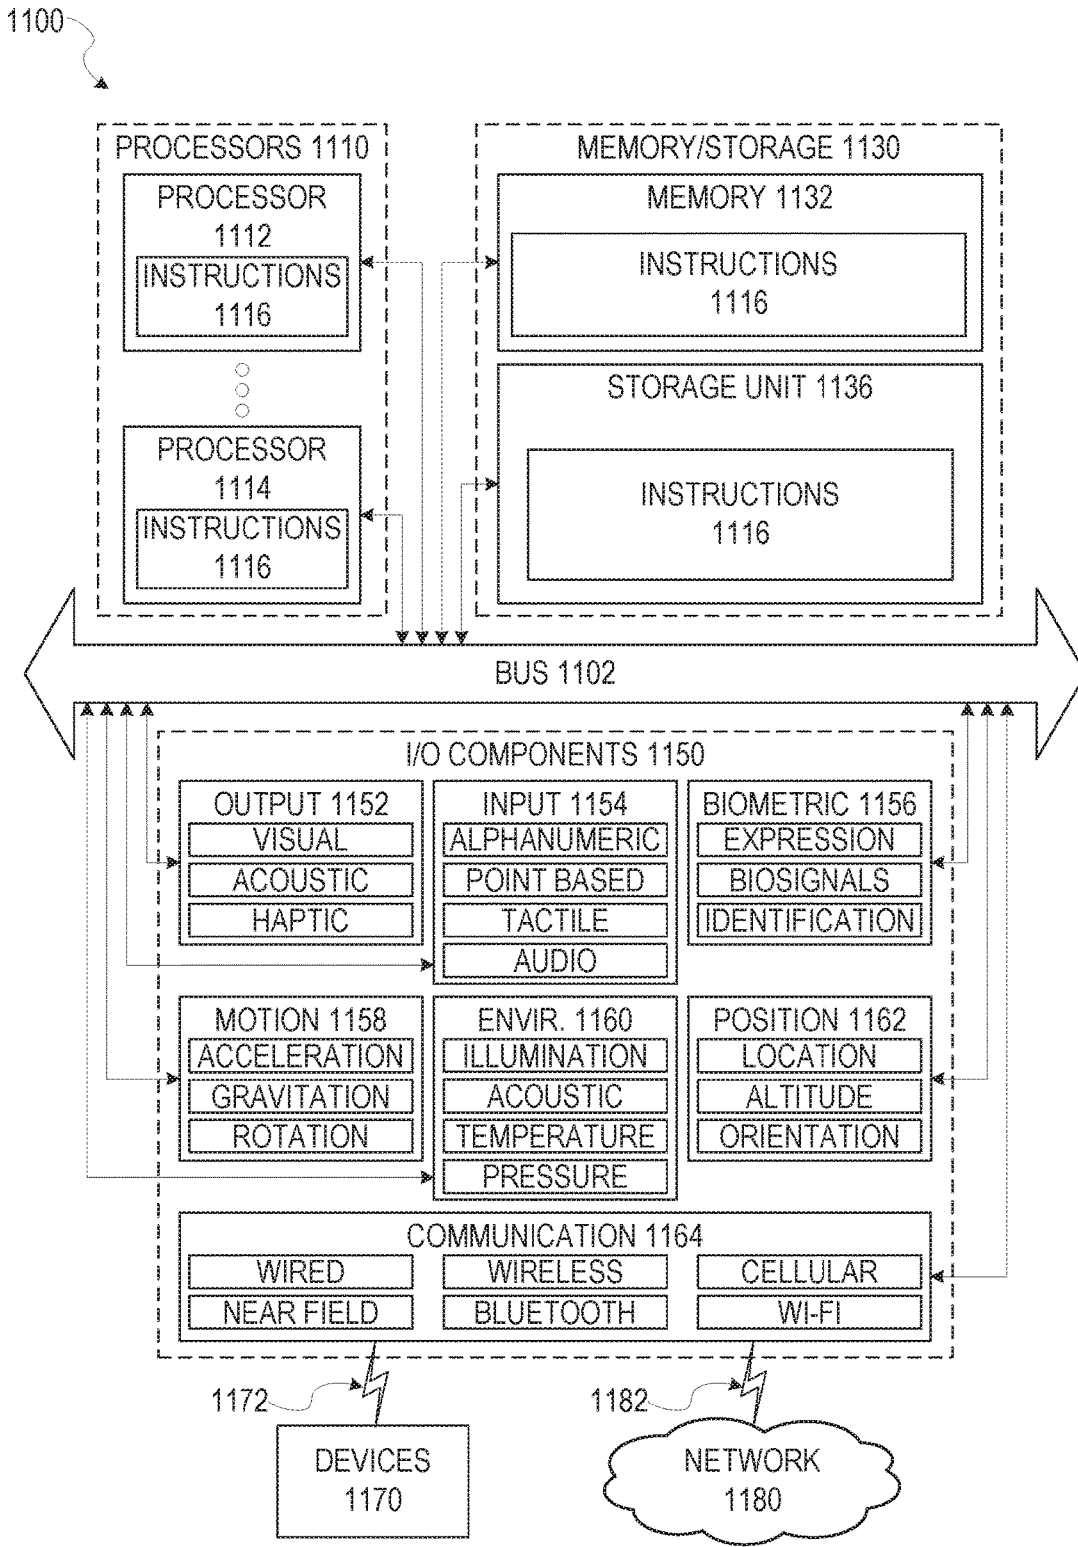 1100
PROCESSORS 1110
PROCESSOR
1112
INSTRUCTIONS
1116
PROCESSOR
1114
INSTRUCTIONS
1116
MEMORY/STORAGE 1130
MEMORY 1132
INSTRUCTIONS
1116
STORAGE UNIT 1136
INSTRUCTIONS
1116
BUS 1102
I/O COMPONENTS 1150
OUTPUT 1152
VISUAL
ACOUSTIC
HAPTIC
INPUT 1154
ALPHANUMERIC
POINT BASED
TACTILE
AUDIO
BIOMETRIC 1156
EXPRESSION
BIOSIGNALS
IDENTIFICATION
MOTION 1158
ACCELERATION
GRAVITATION
ROTATION
ENVIR. 1160
ILLUMINATION
ACOUSTIC
TEMPERATURE
PRESSURE
POSITION 1162
LOCATION
ALTITUDE
ORIENTATION
COMMUNICATION 1164
WIRED
WIRELESS
CELLULAR
NEAR FIELD
BLUETOOTH
WI-FI
1172
1182
DEVICES
1170
NETWORK
1180